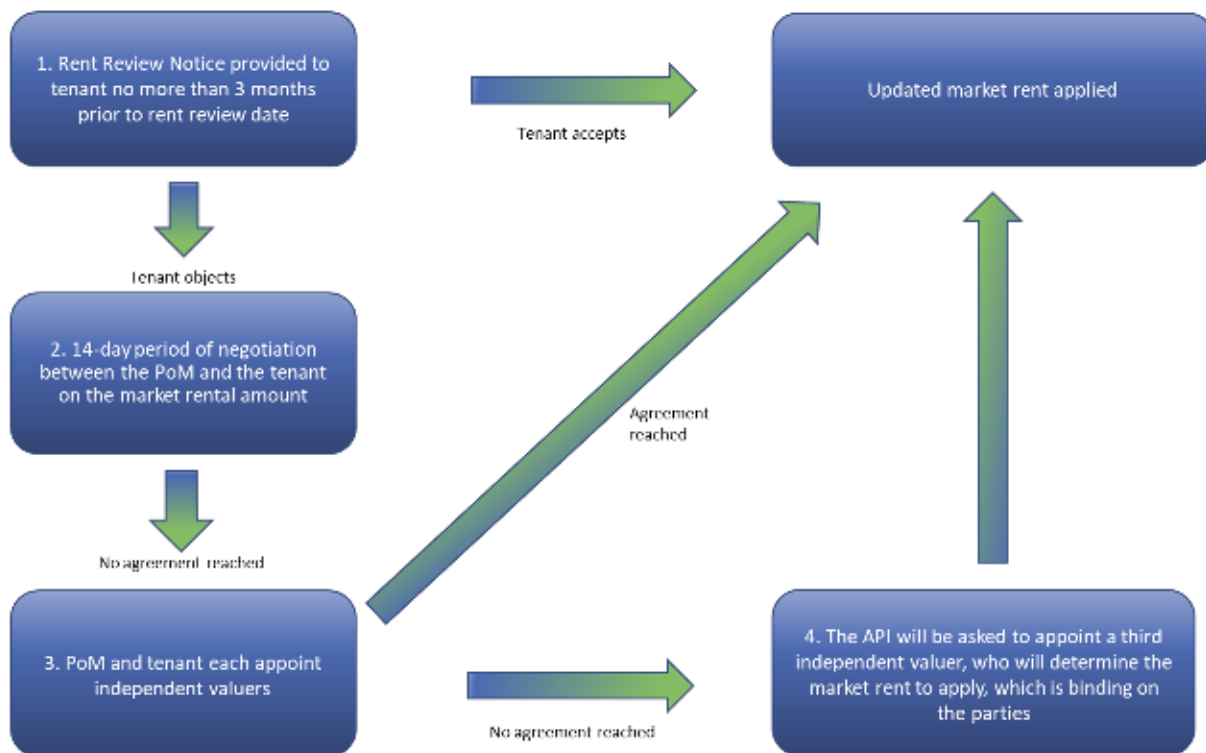 1. Rent Review Notice provided to
tenant no more than 3 months
prior to rent review date
Tenant accepts
Updated market rent applied
Tenant objects
2. 14-day period of negotiation
between the PoM and the tenant
on the market rental amount
Agreement
reached
No agreement reached
3. PoM and tenant each appoint
independent valuers
No agreement reached
4. The API will be asked to appoint a third
independent valuer, who will determine the
market rent to apply, which is binding on
the parties